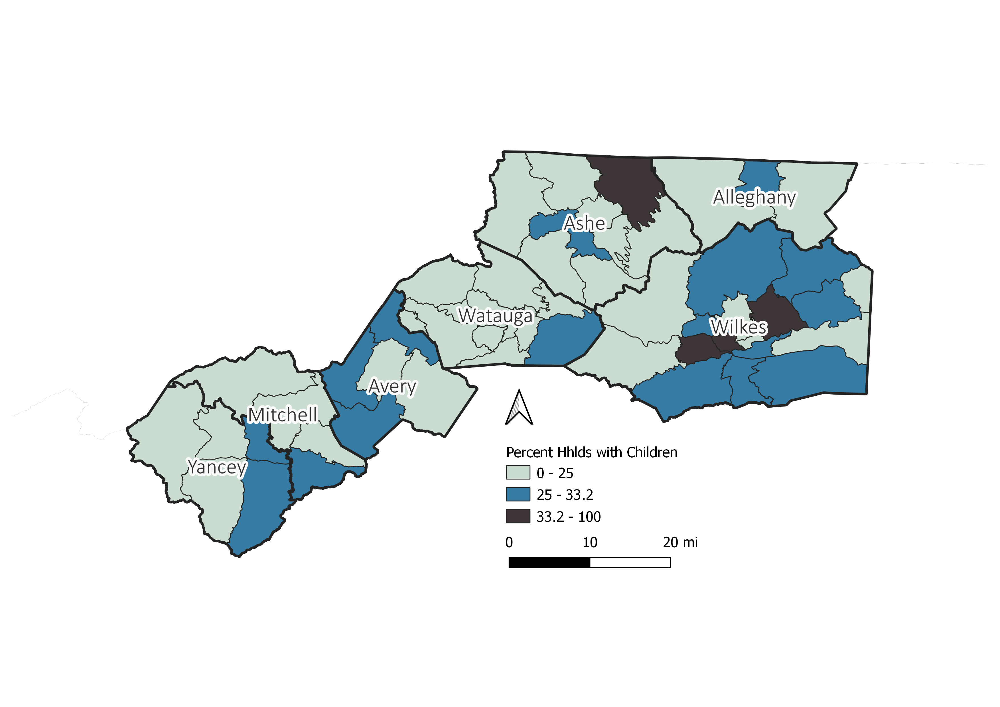 Alleghany
Ashe
Watauga
Wilkes
Avery
Mitchell
Yancey
Percent Hhlds with Children
0 - 25
25 - 33.2
33.2 - 100
0 10 20 mi